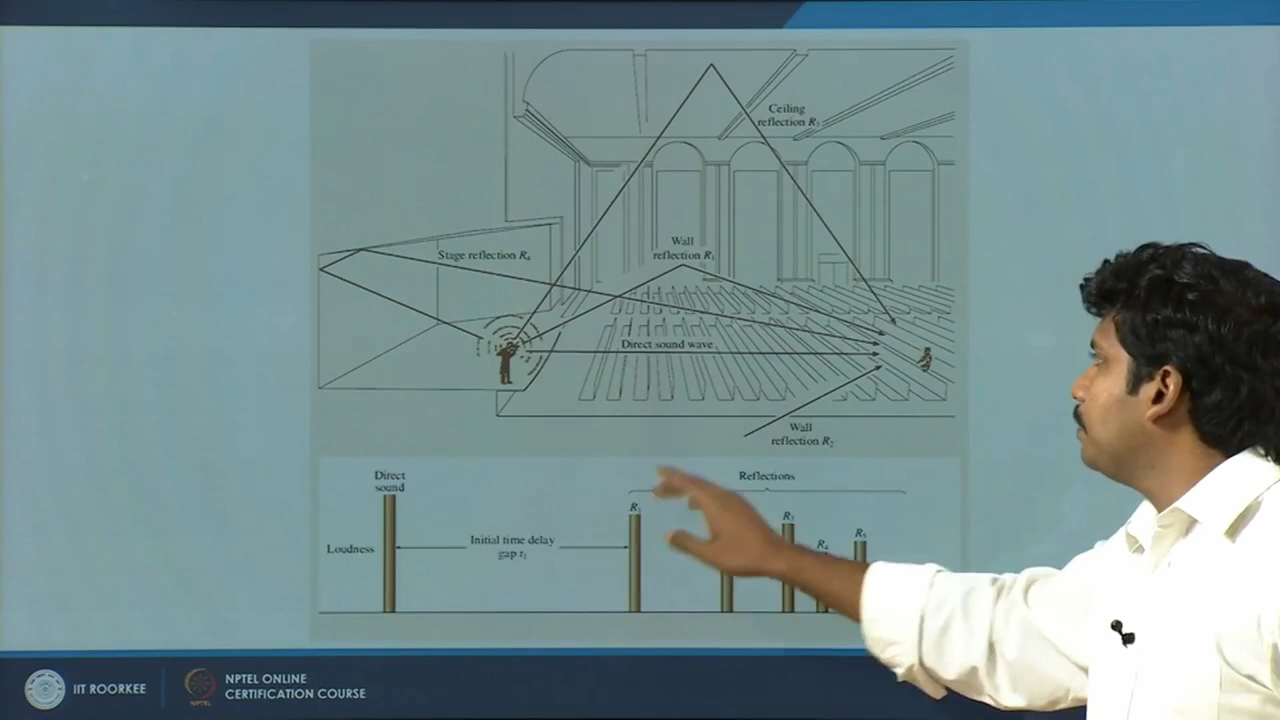 Ceiling
reflection R₃
Stage reflection R₄
Wall
reflection R₁
Direct sound wave
Wall
reflection R₂
Direct
sound
Reflections
R₁
R₃
R₄
R₅
Loudness
Initial time delay
gap t₁
IIT ROORKEE
NPTEL
NPTEL ONLINE
CERTIFICATION COURSE